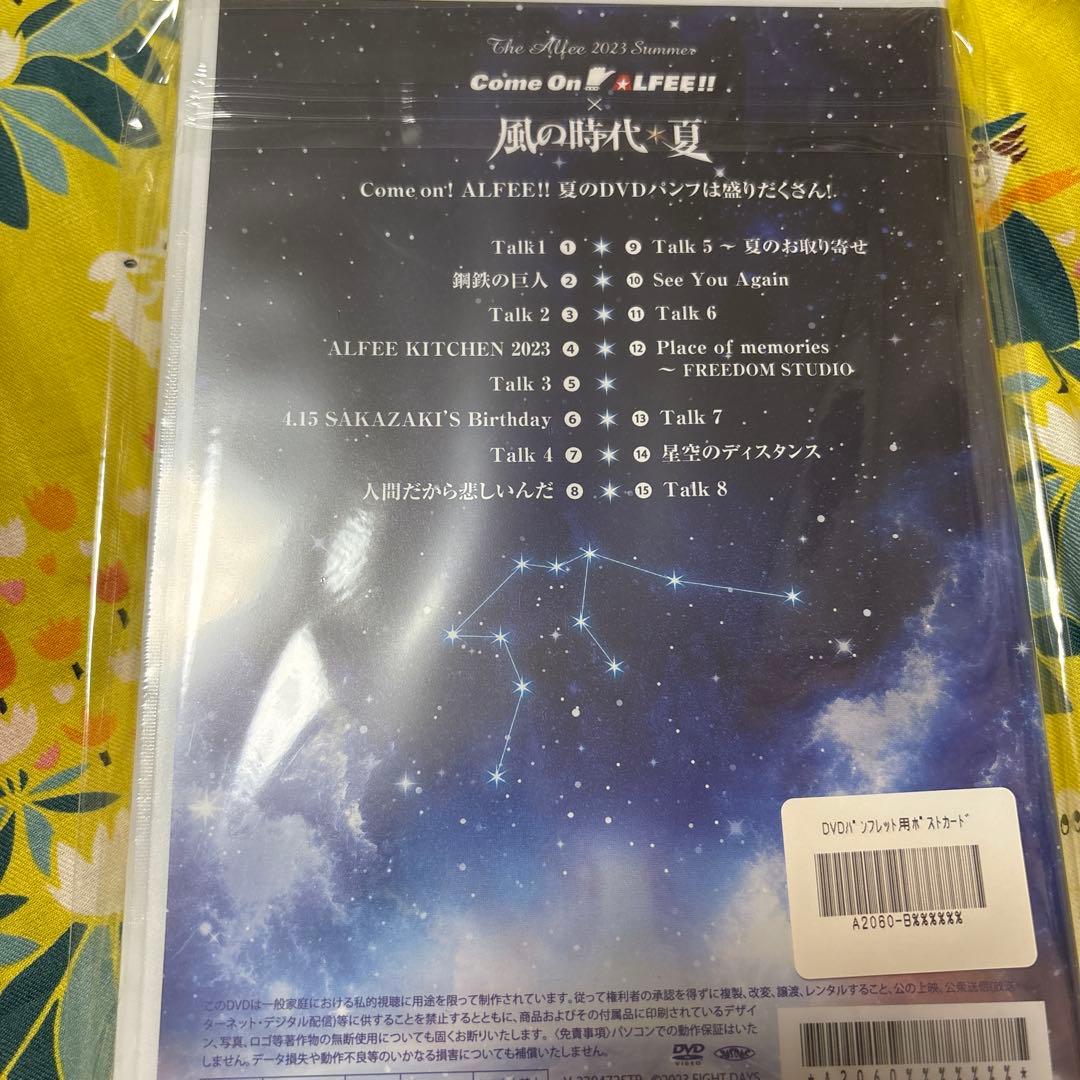 The Alfee 2023 Summer
Come On ALFEE!!
×
風の時代★夏
Come on! ALFEE!! 夏のDVDパンフは盛りだくさん!
Talk1 ❶
鋼鉄の巨人 ❷
Talk 2 ❸
ALFEE KITCHEN 2023 ❹
Talk 3 ❺
4.15 SAKAZAKI'S Birthday ❻
Talk 4 ❼
人間だから悲しいんだ ❽
❾ Talk 5 ~ 夏のお取り寄せ
❿ See You Again
⓫ Talk 6
⓬ Place of memories
~ FREEDOM STUDIO
⓭ Talk 7
⓮ 星空のディスタンス
⓯ Talk 8
DVDパンフレット用ポストカード
A2060-B%%%%%%
このDVDは一般家庭における私的視聴に用途を限って制作されています。従って権利者の承認を得ずに複製、改変、譲渡、レンタルすること、公の上映、公衆送信(放送・
ターネット・デジタル配信)等に供することを禁止するとともに、商品およびその付属品に印刷されているデザイ
ン、写真、ロゴ等著作物の無断使用についても固くお断りいたします。〈免責事項〉パソコンでの動作保証はいた
しません。データ損失や動作不良等のいかなる損害についても補償いたしません。
DVD
VIDEO
©2023 EIGHT DAYS